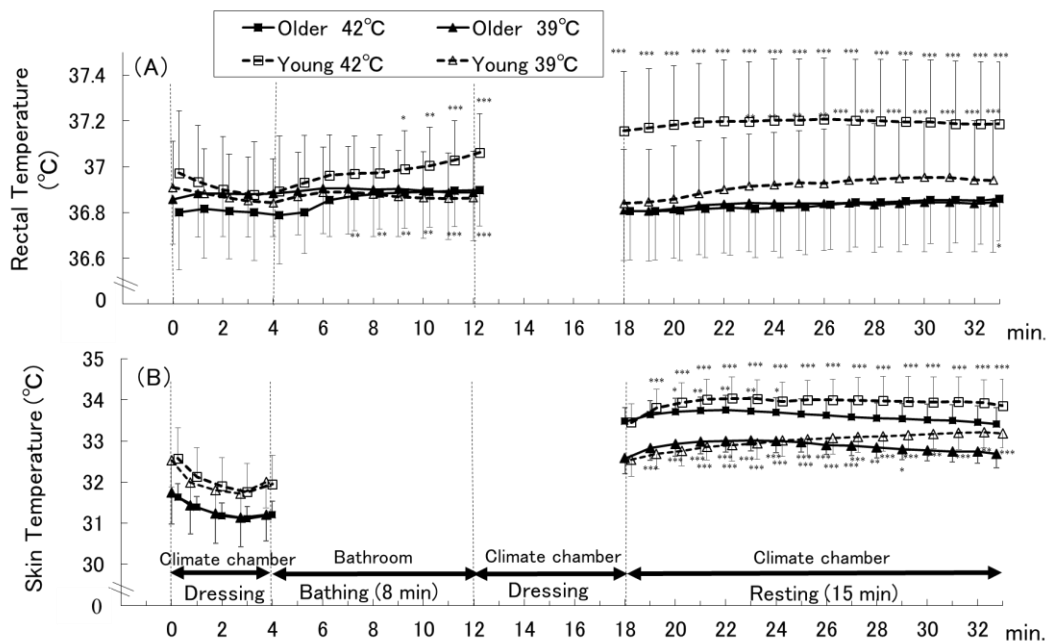 Older 42℃ Older 39℃
Young 42℃ Young 39℃
(A)
Rectal Temperature (℃)
37.4
37.2
37
36.8
36.6
0
0 2 4 6 8 10 12 14 16 18 20 22 24 26 28 30 32 min.
(B)
Skin Temperature (℃)
35
34
33
32
31
30
0
Climate chamber Bathroom Climate chamber Climate chamber
Dressing Bathing (8 min) Dressing Resting (15 min)
0 2 4 6 8 10 12 14 16 18 20 22 24 26 28 30 32 min.